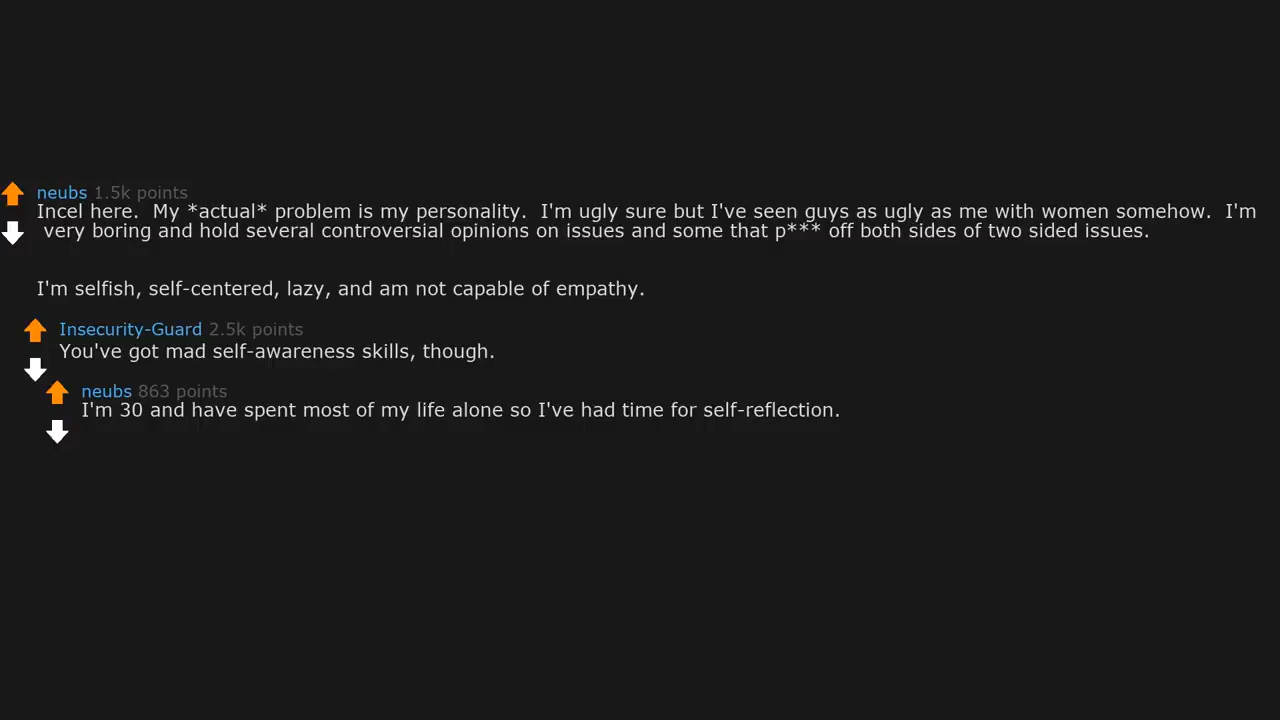 neubs 1.5k points
Incel here.  My *actual* problem is my personality.  I'm ugly sure but I've seen guys as ugly as me with women somehow.  I'm
very boring and hold several controversial opinions on issues and some that p*** off both sides of two sided issues.
I'm selfish, self-centered, lazy, and am not capable of empathy.
Insecurity-Guard 2.5k points
You've got mad self-awareness skills, though.
neubs 863 points
I'm 30 and have spent most of my life alone so I've had time for self-reflection.